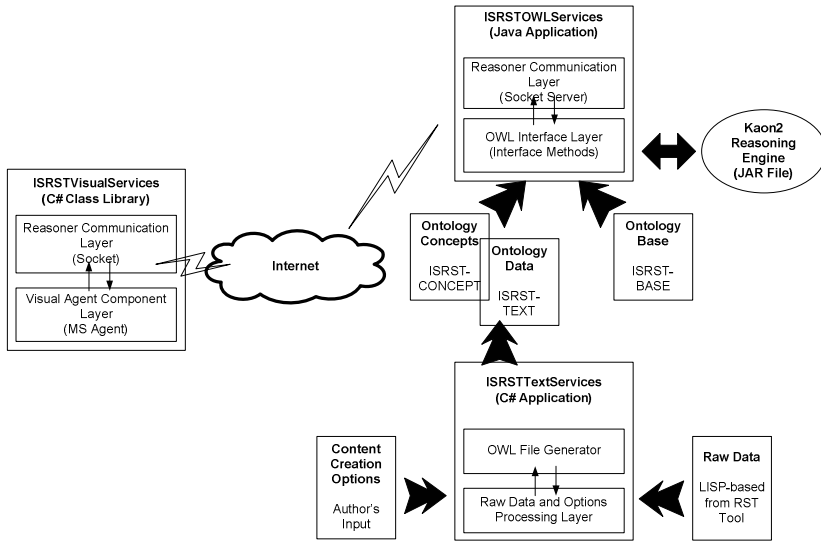 ISRSTOWLServices
(Java Application)
Reasoner Communication
Layer
(Socket Server)
OWL Interface Layer
(Interface Methods)
Kaon2
Reasoning
Engine
(JAR File)
ISRSTVisualServices
(C# Class Library)
Reasoner Communication
Layer
(Socket)
Visual Agent Component
Layer
(MS Agent)
Internet
Ontology
Concepts
ISRST-
CONCEPT
Ontology
Data
ISRST-
TEXT
Ontology
Base
ISRST-
BASE
ISRSTTextServices
(C# Application)
OWL File Generator
Raw Data and Options
Processing Layer
Content
Creation
Options
Author's
Input
Raw Data
LISP-based
from RST
Tool